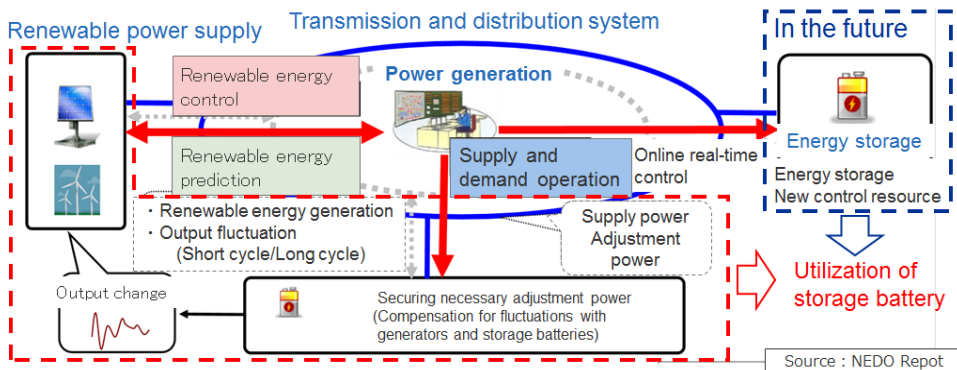 Renewable power supply
Transmission and distribution system
In the future
Renewable energy
control
Power generation
Energy storage
Renewable energy
prediction
Supply and
demand operation
Online real-time
control
Energy storage
New control resource
・Renewable energy generation
・Output fluctuation
(Short cycle/Long cycle)
Supply power
Adjustment
power
Output change
Securing necessary adjustment power
(Compensation for fluctuations with
generators and storage batteries)
Utilization of
storage battery
Source : NEDO Repot